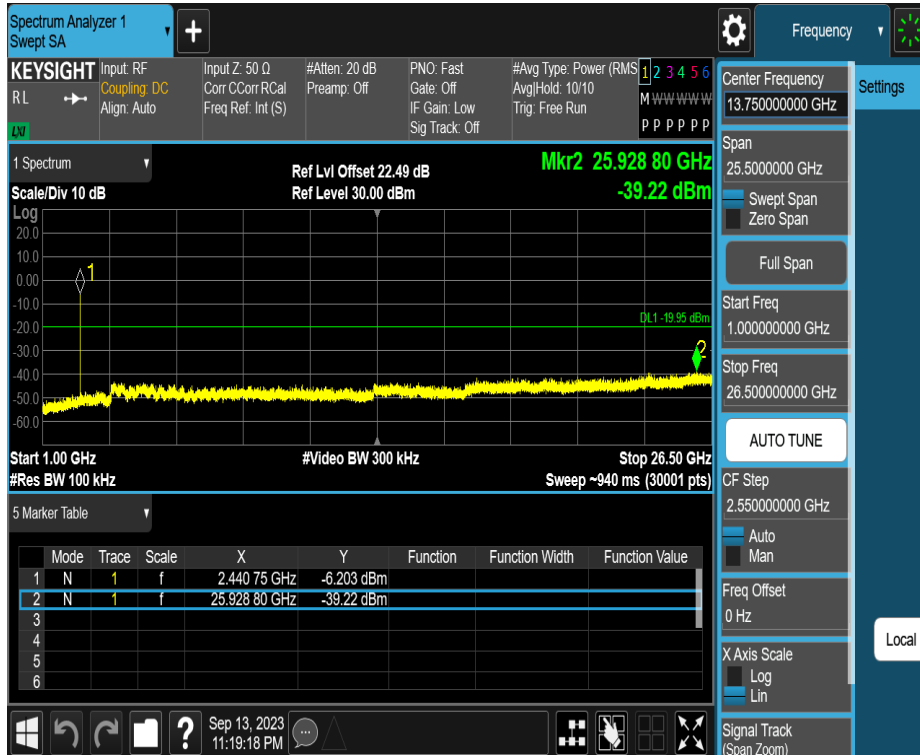 Spectrum Analyzer 1
Swept SA
Frequency
KEYSIGHT
RL
LXI
Input: RF
Coupling: DC
Align: Auto
Input Z: 50 Ω
Corr CCorr RCal
Freq Ref: Int (S)
#Atten: 20 dB
Preamp: Off
PNO: Fast
Gate: Off
IF Gain: Low
Sig Track: Off
#Avg Type: Power (RMS
Avg|Hold: 10/10
Trig: Free Run
1 2 3 4 5 6
M W W W W W
P P P P P P
Center Frequency
13.750000000 GHz
Settings
1 Spectrum
Ref Lvl Offset 22.49 dB
Mkr2 25.928 80 GHz
Scale/Div 10 dB
Ref Level 30.00 dBm
-39.22 dBm
Log
20.0
10.0
0.00
-10.0
-20.0
-30.0
-40.0
-50.0
-60.0
1
DL1 -19.95 dBm
2
Start 1.00 GHz
#Video BW 300 kHz
Stop 26.50 GHz
#Res BW 100 kHz
Sweep ~940 ms (30001 pts)
Span
25.5000000 GHz
Swept Span
Zero Span
Full Span
Start Freq
1.000000000 GHz
Stop Freq
26.500000000 GHz
AUTO TUNE
CF Step
2.550000000 GHz
Auto
Man
Freq Offset
0 Hz
X Axis Scale
Log
Lin
Signal Track
(Span Zoom)
Local
5 Marker Table
Mode Trace Scale X Y Function Function Width Function Value
1 N 1 f 2.440 75 GHz -6.203 dBm
2 N 1 f 25.928 80 GHz -39.22 dBm
3
4
5
6
?
Sep 13, 2023
11:19:18 PM